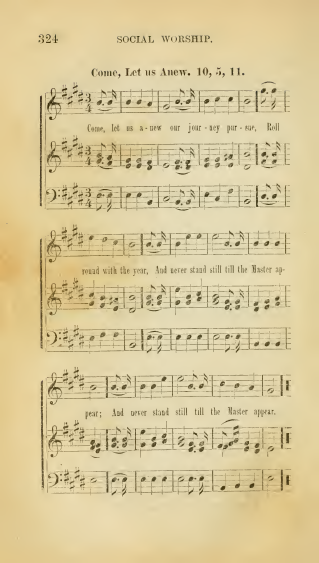 324 SOCIAL WORSHIP.
Come, Let us Anew. 10, 5, 11.
Come, let us a-new our jour-ney pur-sue, Roll
round with the year, And never stand still till the Master ap-
pear; And never stand still till the Master appear.